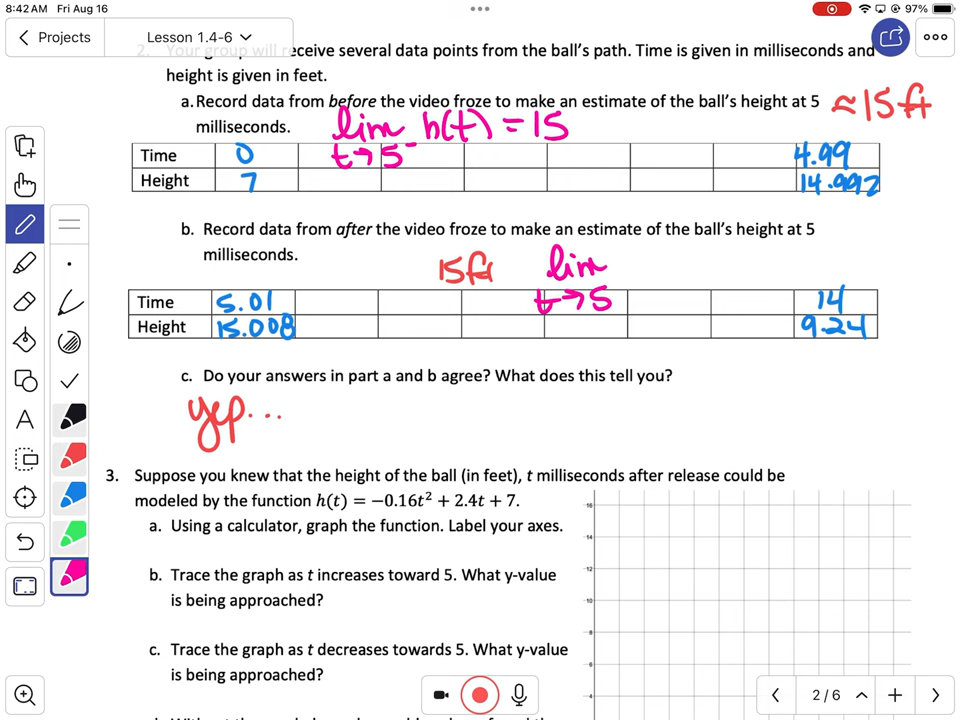 8:42 AM Fri Aug 16
97%
Projects
Lesson 1.4-6
2. Your group will receive several data points from the ball's path. Time is given in milliseconds and
height is given in feet.
a. Record data from before the video froze to make an estimate of the ball's height at 5
milliseconds.
≈ 15 ft
lim h(t) = 15
t→5⁻
Time 0 4.99
Height 7 14.992
b. Record data from after the video froze to make an estimate of the ball's height at 5
milliseconds.
15 ft
lim
t→5
Time 5.01 14
Height 15.008 9.24
c. Do your answers in part a and b agree? What does this tell you?
yep...
3. Suppose you knew that the height of the ball (in feet), t milliseconds after release could be
modeled by the function h(t) = −0.16t² + 2.4t + 7.
a. Using a calculator, graph the function. Label your axes.
b. Trace the graph as t increases toward 5. What y-value
is being approached?
c. Trace the graph as t decreases towards 5. What y-value
is being approached?
16
14
12
10
8
6
4
A
2/6